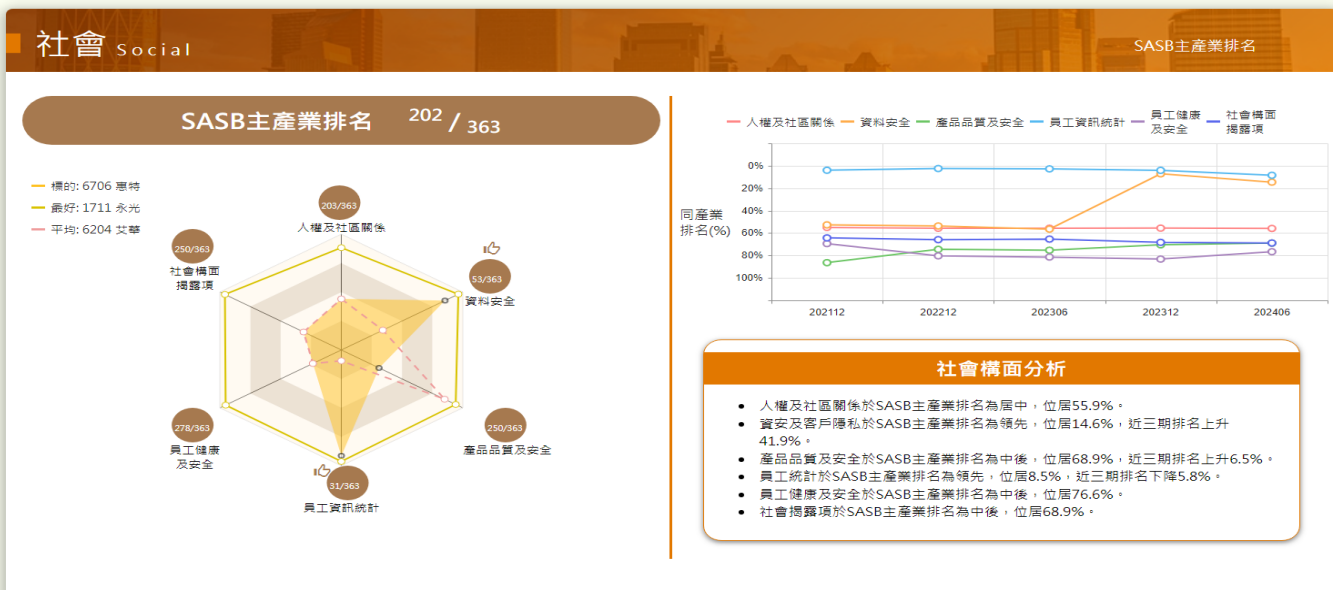 社會 Social
SASB主產業排名
SASB主產業排名 202 / 363
標的: 6706 惠特
最好: 1711 永光
平均: 6204 艾華
203/363
人權及社區關係
53/363
資料安全
250/363
產品品質及安全
31/363
員工資訊統計
278/363
員工健康
及安全
250/363
社會構面
揭露項
人權及社區關係 資料安全 產品品質及安全 員工資訊統計 員工健康及安全 社會構面揭露項
同產業
排名(%)
0%
20%
40%
60%
80%
100%
202112 202212 202306 202312 202406
社會構面分析
• 人權及社區關係於SASB主產業排名為居中，位居55.9%。
• 資安及客戶隱私於SASB主產業排名為領先，位居14.6%，近三期排名上升
41.9%。
• 產品品質及安全於SASB主產業排名為中後，位居68.9%，近三期排名上升6.5%。
• 員工統計於SASB主產業排名為領先，位居8.5%，近三期排名下降5.8%。
• 員工健康及安全於SASB主產業排名為中後，位居76.6%。
• 社會揭露項於SASB主產業排名為中後，位居68.9%。